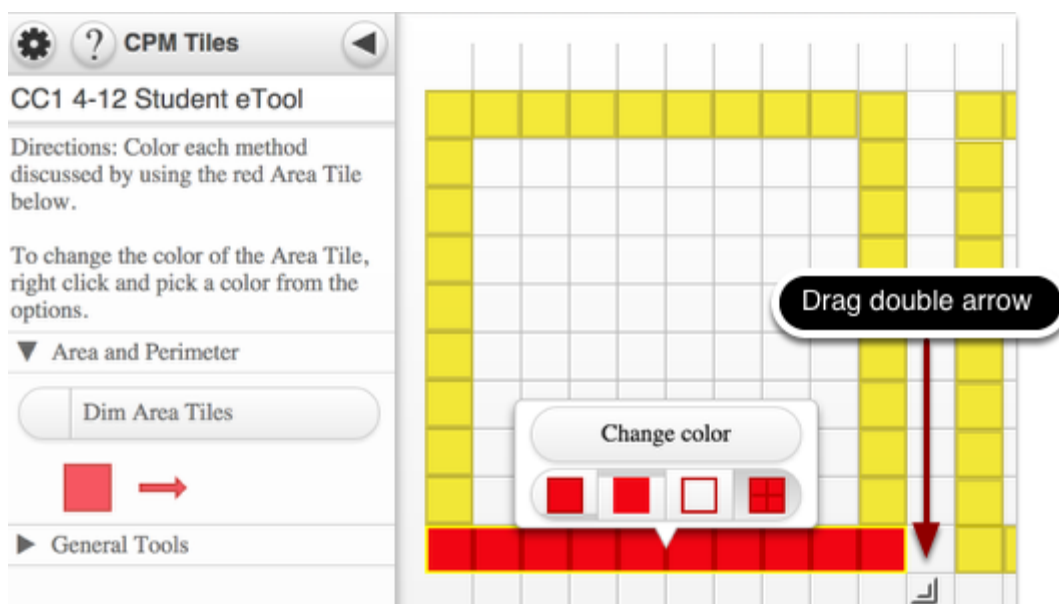 ? CPM Tiles
CC1 4-12 Student eTool
Directions: Color each method
discussed by using the red Area Tile
below.
To change the color of the Area Tile,
right click and pick a color from the
options.
Area and Perimeter
Dim Area Tiles
General Tools
Drag double arrow
Change color